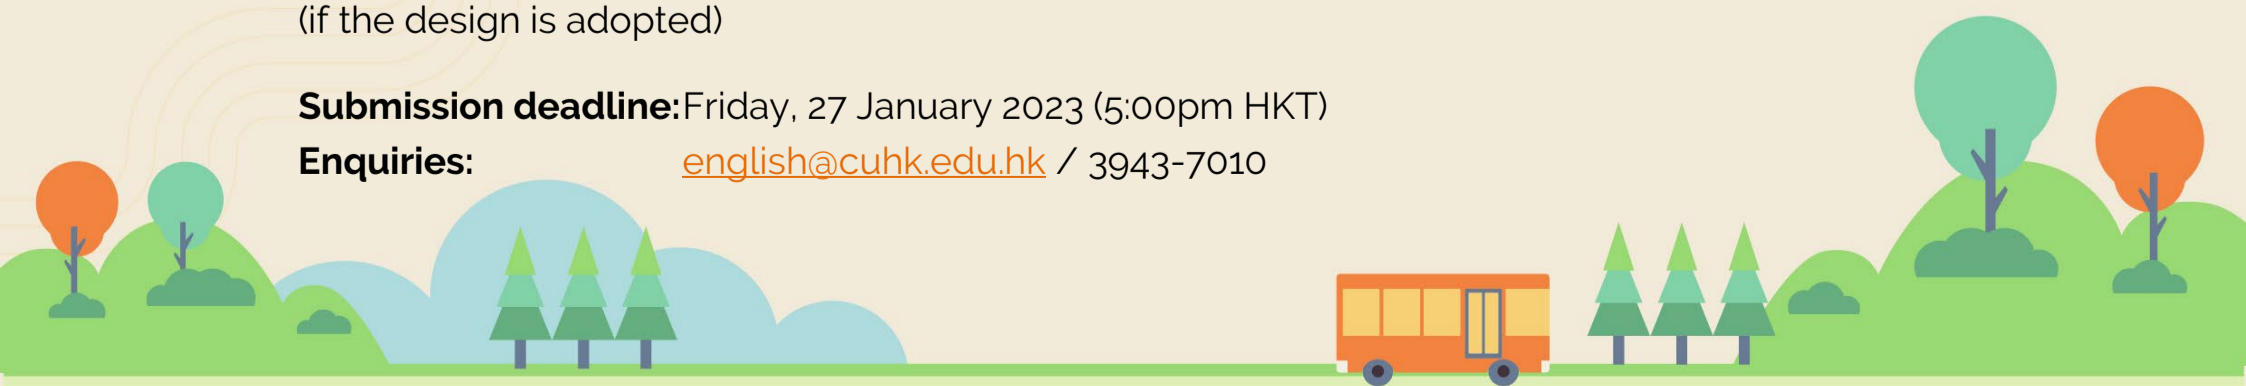 (if the design is adopted)
Submission deadline: Friday, 27 January 2023 (5:00pm HKT)
Enquiries: english@cuhk.edu.hk / 3943-7010